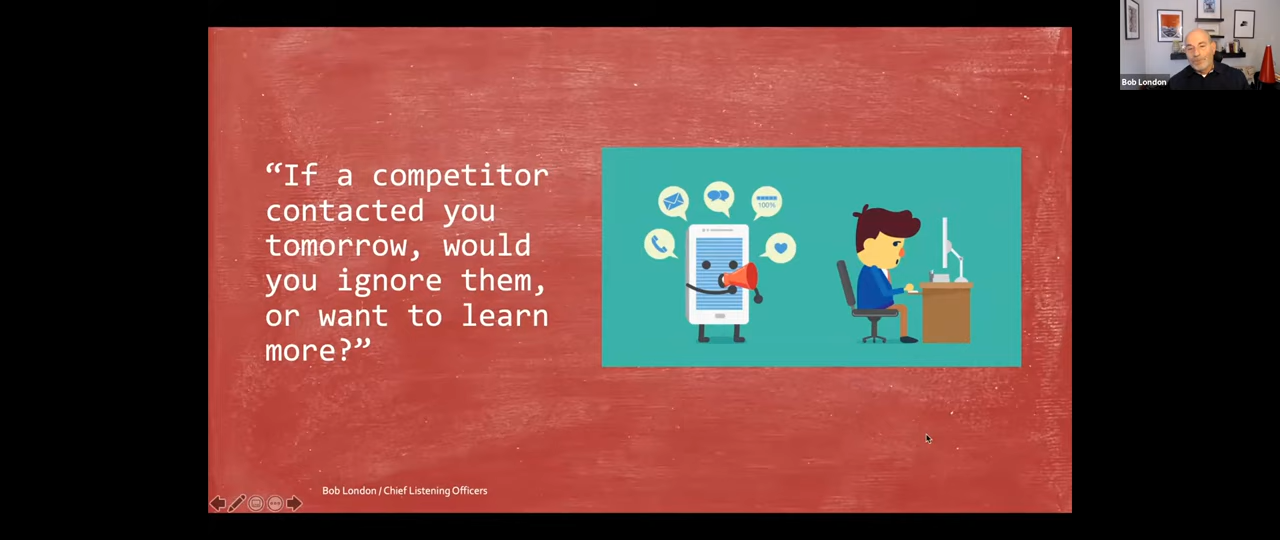 “If a competitor
contacted you
tomorrow, would
you ignore them,
or want to learn
more?”
100%
Bob London / Chief Listening Officers
Bob London